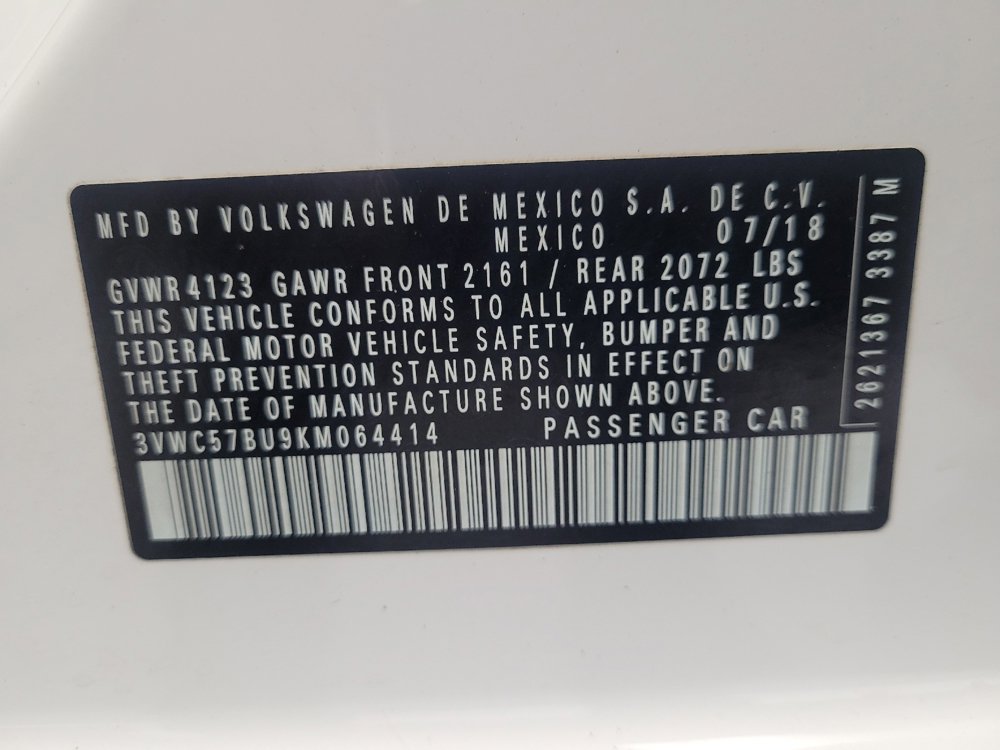 MFD BY VOLKSWAGEN DE MEXICO S.A. DE C.V.
MEXICO 07/18
GVWR4123 GAWR FRONT 2161 / REAR 2072 LBS
THIS VEHICLE CONFORMS TO ALL APPLICABLE U.S.
FEDERAL MOTOR VEHICLE SAFETY, BUMPER AND
THEFT PREVENTION STANDARDS IN EFFECT ON
THE DATE OF MANUFACTURE SHOWN ABOVE.
3VWC57BU9KM064414 PASSENGER CAR
2621367 3387 M